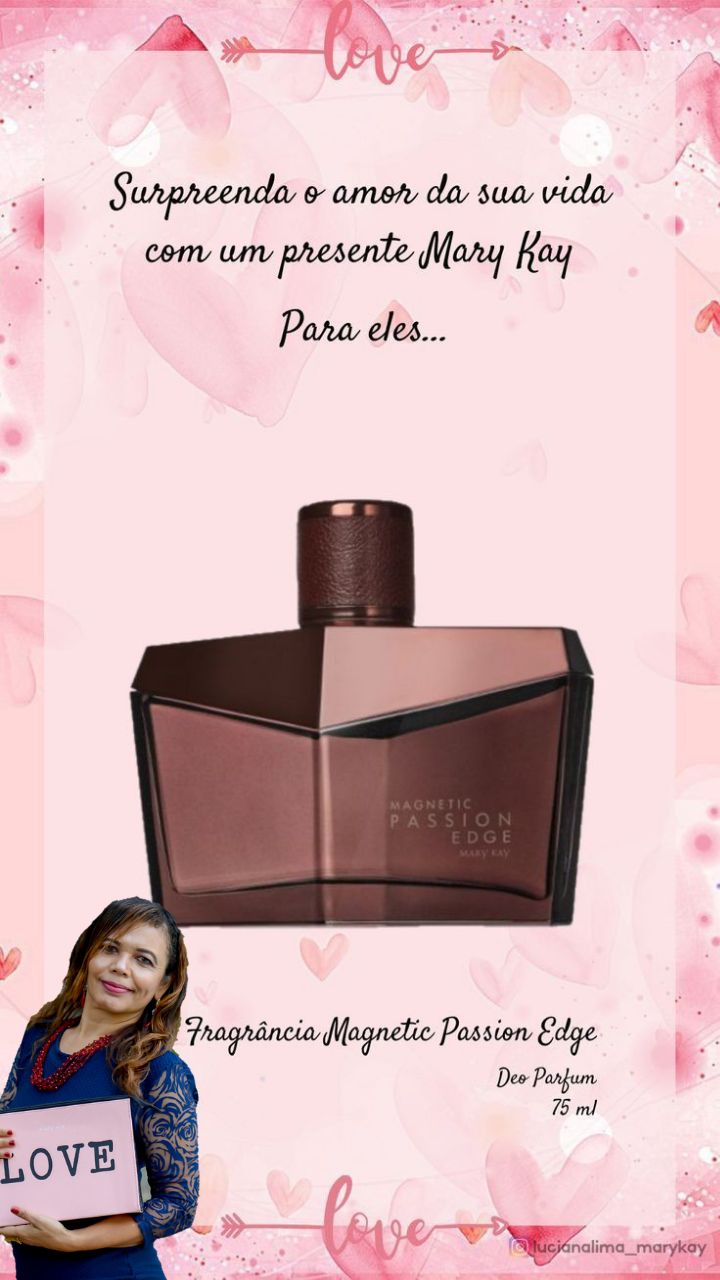 love
Surpreenda o amor da sua vida
com um presente Mary Kay
Para eles...
MAGNETIC
PASSION
EDGE
MARY KAY
Fragrância Magnetic Passion Edge
Deo Parfum
75 ml
LOVE
love
lucianalima_marykay